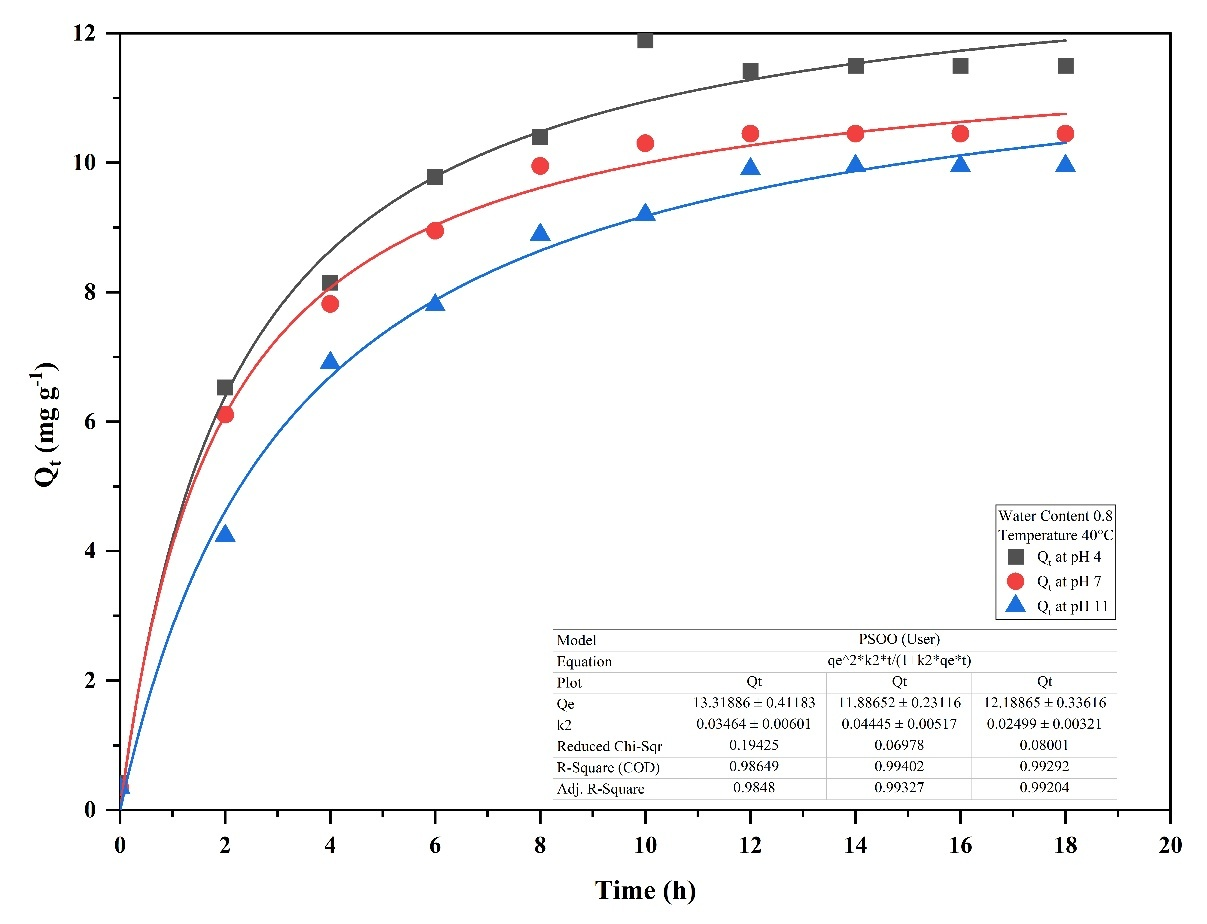 12
10
8
6
4
2
0
Qt (mg g-1)
0 2 4 6 8 10 12 14 16 18 20
Time (h)
Water Content 0.8
Temperature 40°C
Qt at pH 4
Qt at pH 7
Qt at pH 11
Model PSOO (User)
Equation qe^2*k2*t/(1 k2*qe*t)
Plot Qt Qt Qt
Qe 13.31886 ± 0.41183 11.88652 ± 0.23116 12.18865 ± 0.33616
k2 0.03464 ± 0.00601 0.04445 ± 0.00517 0.02499 ± 0.00321
Reduced Chi-Sqr 0.19425 0.06978 0.08001
R-Square (COD) 0.98649 0.99402 0.99292
Adj. R-Square 0.9848 0.99327 0.99204